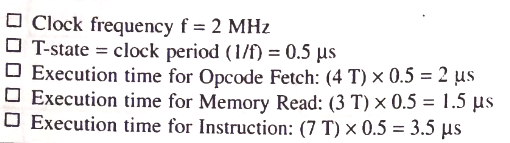 ☐ Clock frequency f = 2 MHz
☐ T-state = clock period (1/f) = 0.5 μs
☐ Execution time for Opcode Fetch: (4 T) × 0.5 = 2 μs
☐ Execution time for Memory Read: (3 T) × 0.5 = 1.5 μs
☐ Execution time for Instruction: (7 T) × 0.5 = 3.5 μs